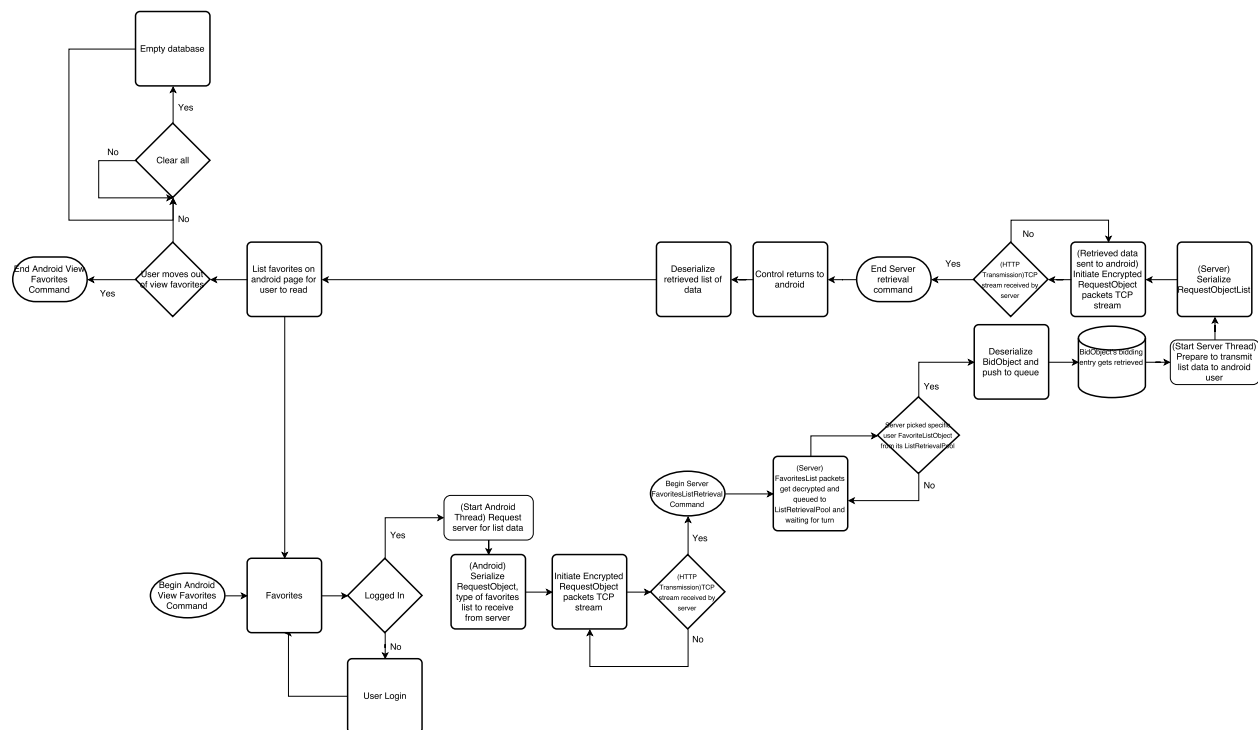 Empty database
Yes
No
Clear all
No
End Android View
Favorites
Command
Yes
User moves out
of view favorites
List favorites on
android page for
user to read
Deserialize
retrieved list of
data
Control returns to
android
End Server
retrieval
command
Yes
No
(HTTP
Transmission)TCP
stream received by
server
(Retrieved data
sent to android)
Initiate Encrypted
RequestObject
packets TCP
stream
(Server)
Serialize
RequestObjectList
Deserialize
BidObject and
push to queue
BidObject's bidding
entry gets retrieved
(Start Server Thread)
Prepare to transmit
list data to android
user
Yes
Server picked specific
user FavoriteListObject
from its ListRetrievalPool
No
(Server)
FavoritesList packets
get decrypted and
queued to
ListRetrievalPool and
waiting for turn
Begin Server
FavoritesListRetrieval
Command
Yes
(Start Android
Thread) Request
server for list data
Yes
Begin Android
View Favorites
Command
Favorites
Logged In
(Android)
Serialize
RequestObject,
type of favorites
list to receive
from server
Initiate Encrypted
RequestObject
packets TCP
stream
(HTTP
Transmission)TCP
stream received by
server
No
No
User Login